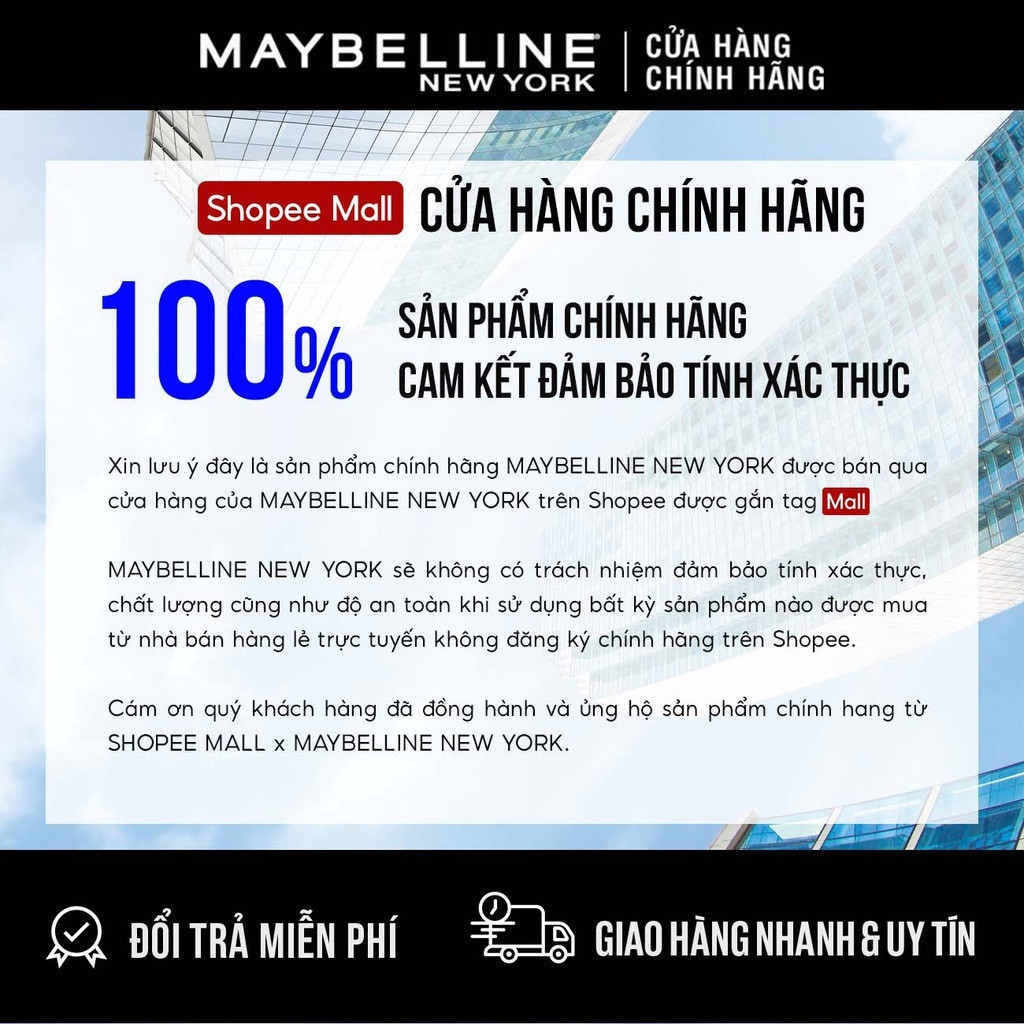 MAYBELLINE
NEW YORK
CỬA HÀNG
CHÍNH HÃNG
Shopee Mall CỬA HÀNG CHÍNH HÃNG
100%
SẢN PHẨM CHÍNH HÃNG
CAM KẾT ĐẢM BẢO TÍNH XÁC THỰC
Xin lưu ý đây là sản phẩm chính hãng MAYBELLINE NEW YORK được bán qua
cửa hàng của MAYBELLINE NEW YORK trên Shopee được gắn tag Mall
MAYBELLINE NEW YORK sẽ không có trách nhiệm đảm bảo tính xác thực,
chất lượng cũng như độ an toàn khi sử dụng bất kỳ sản phẩm nào được mua
từ nhà bán hàng lẻ trực tuyến không đăng ký chính hãng trên Shopee.
Cám ơn quý khách hàng đã đồng hành và ủng hộ sản phẩm chính hang từ
SHOPEE MALL x MAYBELLINE NEW YORK.
ĐỔI TRẢ MIỄN PHÍ
GIAO HÀNG NHANH & UY TÍN